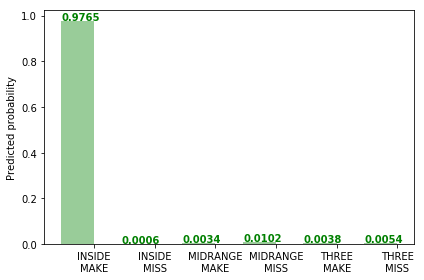 1.0
0.8
0.6
0.4
0.2
0.0
Predicted probability
0.9765
0.0006
0.0034
0.0102
0.0038
0.0054
INSIDE
MAKE
INSIDE
MISS
MIDRANGE
MAKE
MIDRANGE
MISS
THREE
MAKE
THREE
MISS